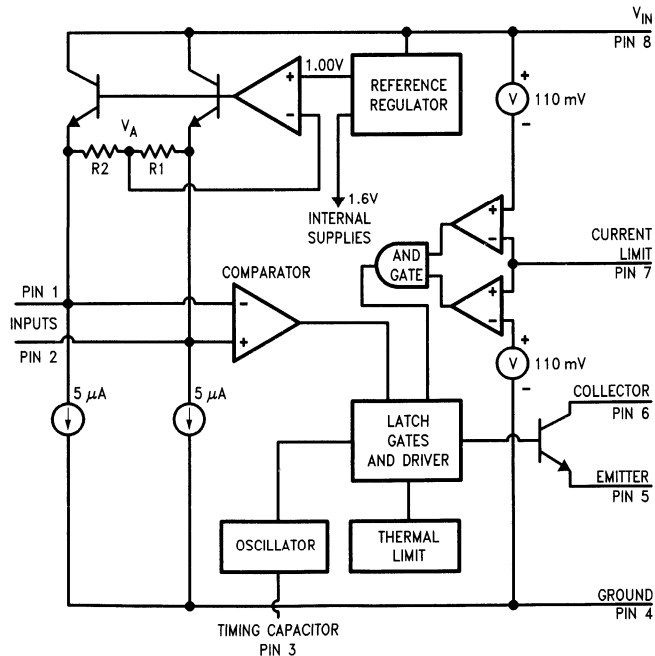 V_IN
PIN 8
1.00V
+
-
REFERENCE
REGULATOR
+
V
110 mV
-
V_A
R2
R1
1.6V
INTERNAL
SUPPLIES
+
-
CURRENT
LIMIT
PIN 7
AND
GATE
COMPARATOR
PIN 1
INPUTS
PIN 2
-
+
+
-
+
V
110 mV
-
5 μA
5 μA
COLLECTOR
PIN 6
LATCH
GATES
AND DRIVER
EMITTER
PIN 5
OSCILLATOR
THERMAL
LIMIT
GROUND
PIN 4
TIMING CAPACITOR
PIN 3